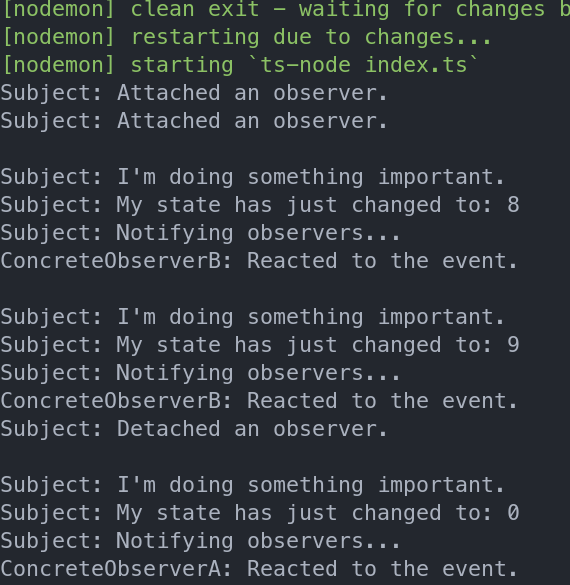 [nodemon] clean exit – waiting for changes b
[nodemon] restarting due to changes...
[nodemon] starting `ts-node index.ts`
Subject: Attached an observer.
Subject: Attached an observer.
Subject: I'm doing something important.
Subject: My state has just changed to: 8
Subject: Notifying observers...
ConcreteObserverB: Reacted to the event.
Subject: I'm doing something important.
Subject: My state has just changed to: 9
Subject: Notifying observers...
ConcreteObserverB: Reacted to the event.
Subject: Detached an observer.
Subject: I'm doing something important.
Subject: My state has just changed to: 0
Subject: Notifying observers...
ConcreteObserverA: Reacted to the event.